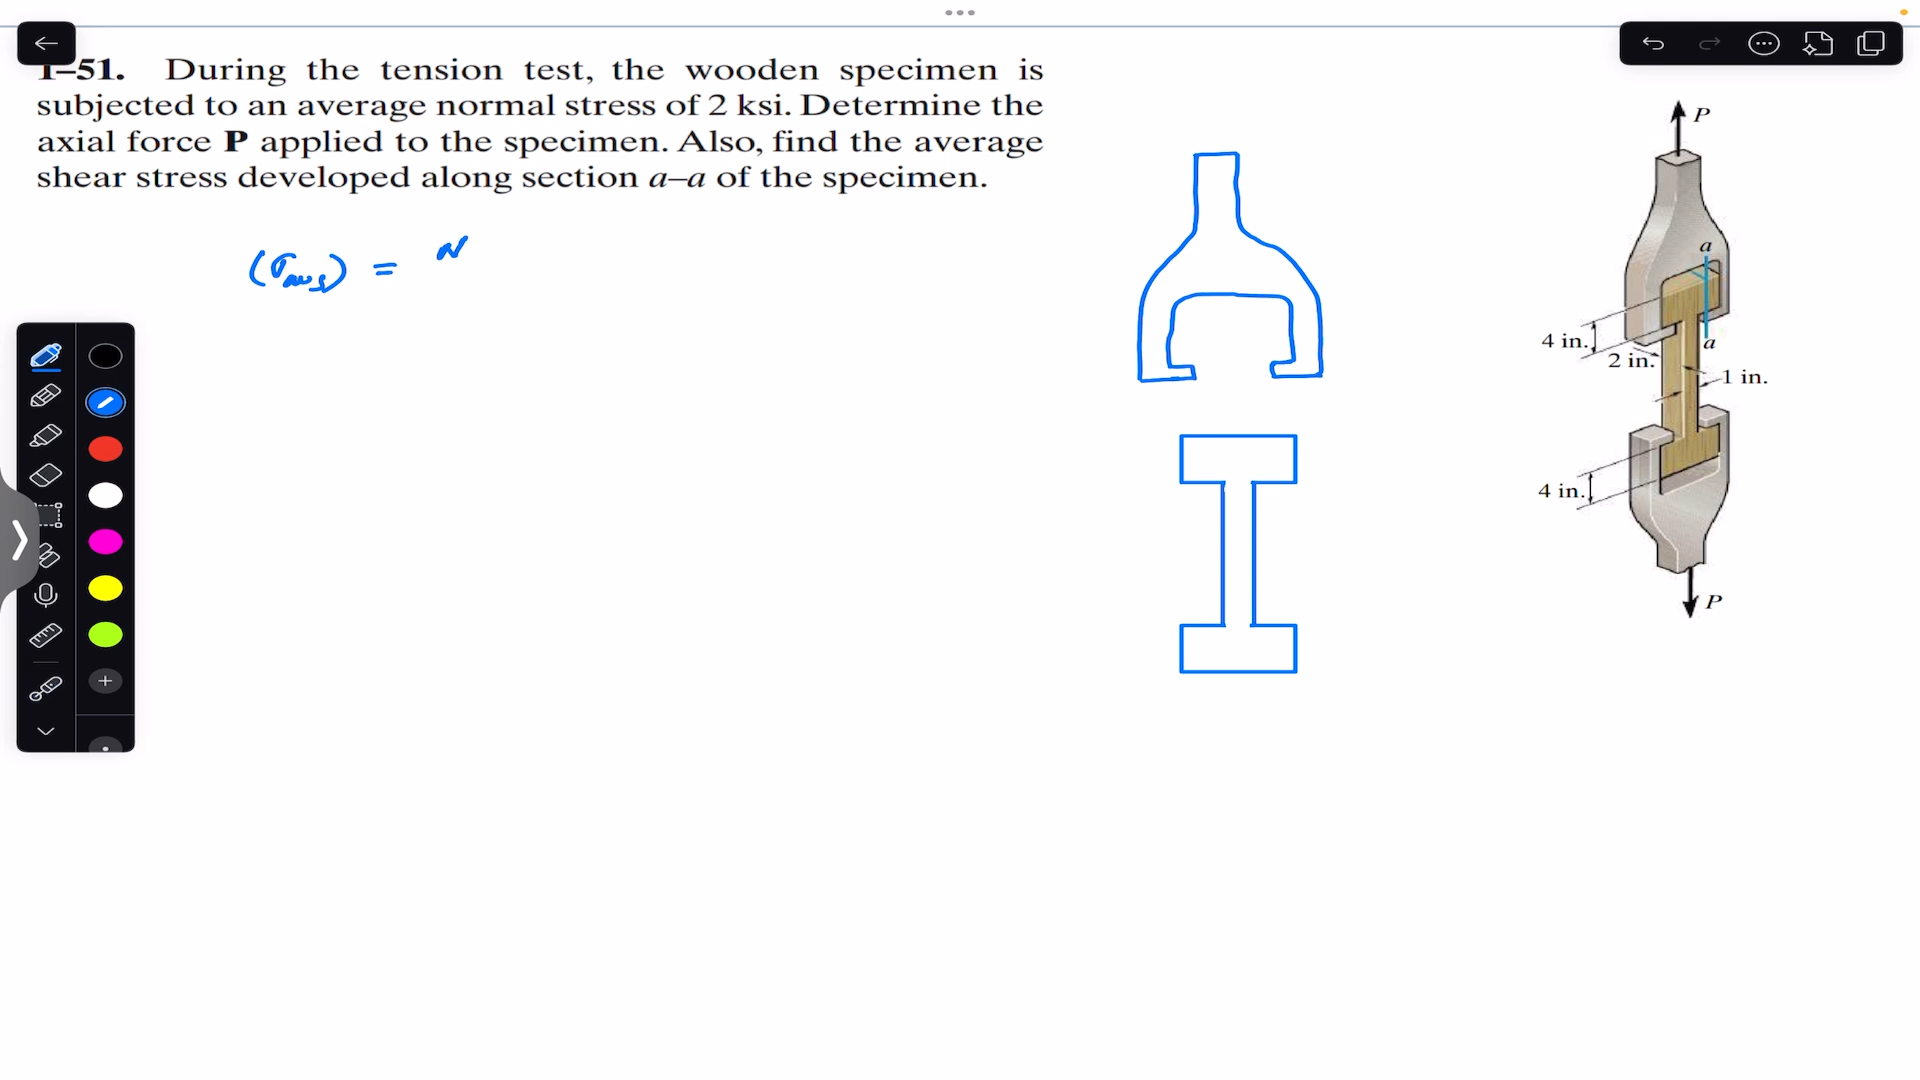 1–51. During the tension test, the wooden specimen is
subjected to an average normal stress of 2 ksi. Determine the
axial force P applied to the specimen. Also, find the average
shear stress developed along section a–a of the specimen.
(σavg) = N
P
a
4 in.
a
2 in.
1 in.
4 in.
P